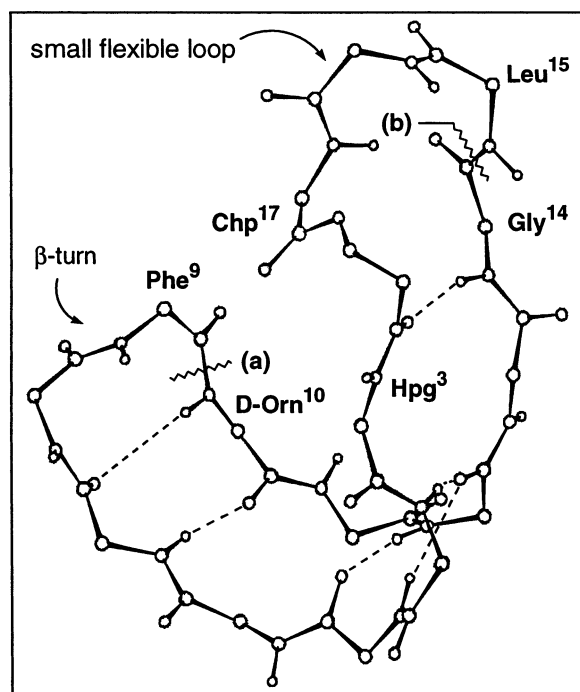 small flexible loop
Leu¹⁵
(b)
Chp¹⁷
Gly¹⁴
β-turn
Phe⁹
(a)
D-Orn¹⁰
Hpg³